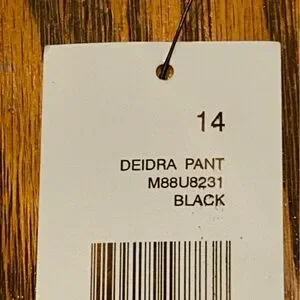 14
DEIDRA PANT
M88U8231
BLACK